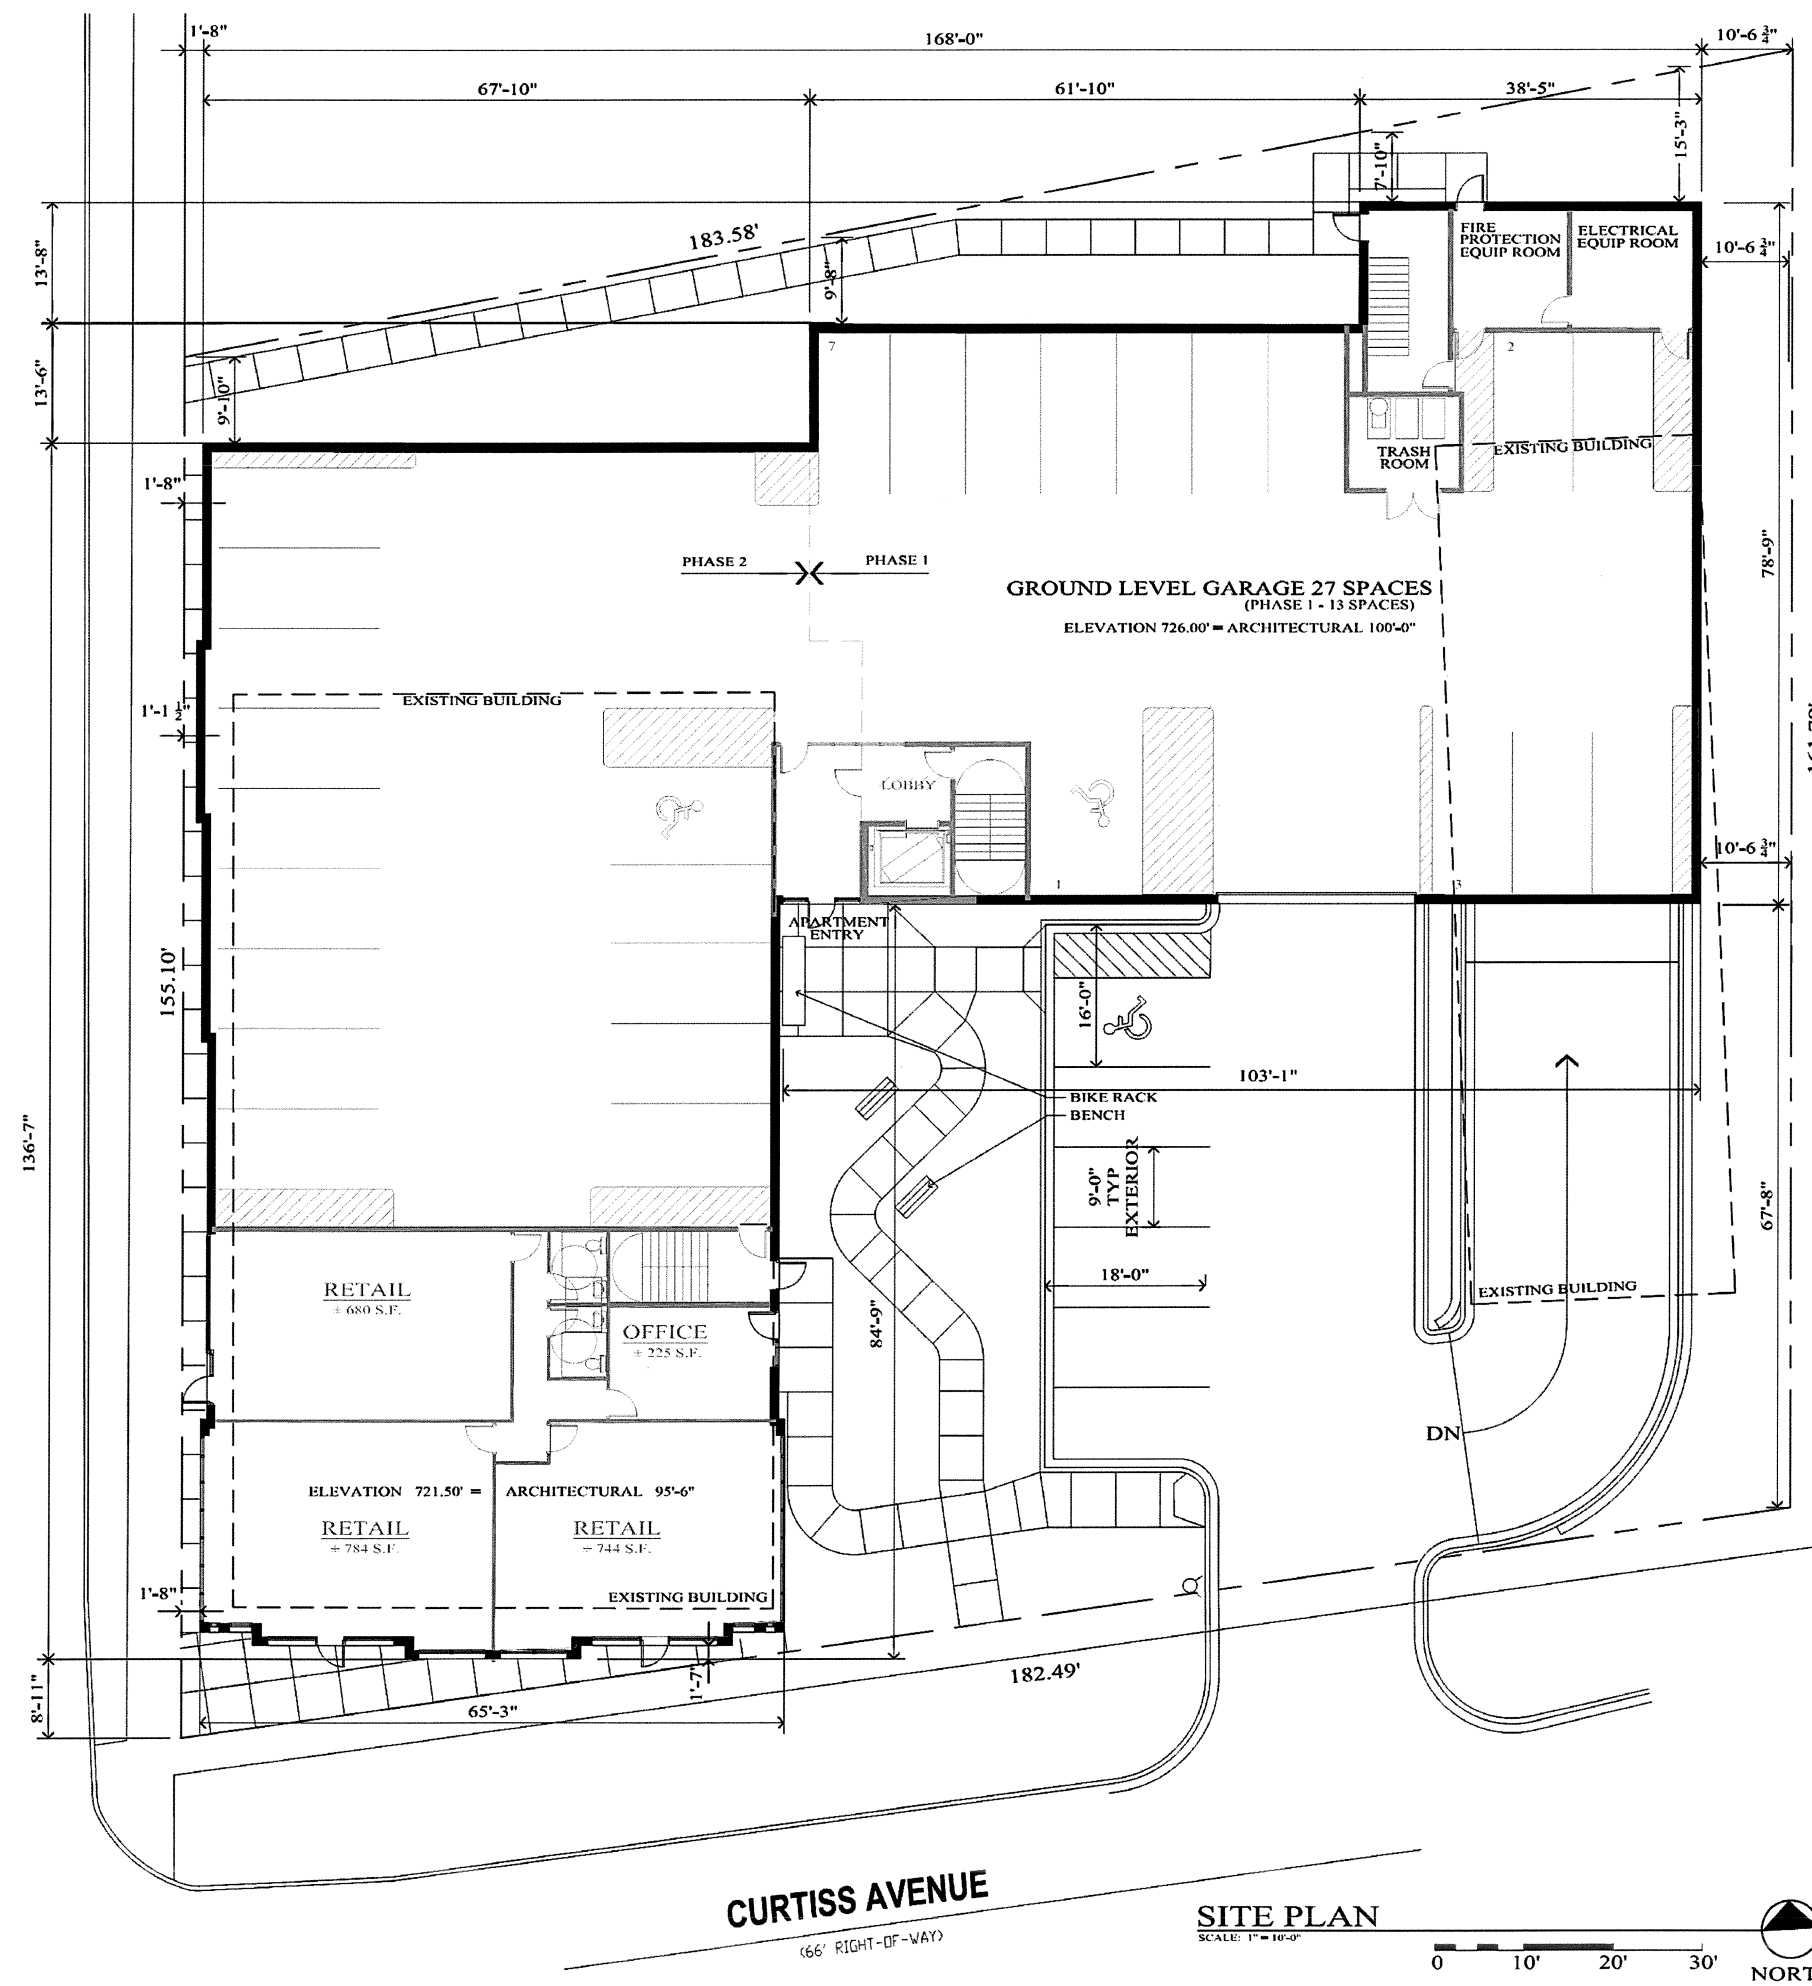 1'-8"
168'-0"
10'-6 3/4"
67'-10"
61'-10"
38'-5"
15'-3"
7'-10"
183.58'
13'-8"
9'-8"
FIRE
PROTECTION
EQUIP ROOM
ELECTRICAL
EQUIP ROOM
10'-6 3/4"
13'-6"
9'-10"
7
2
TRASH
ROOM
EXISTING BUILDING
1'-8"
PHASE 2
PHASE 1
78'-9"
GROUND LEVEL GARAGE 27 SPACES
(PHASE 1 - 13 SPACES)
ELEVATION 726.00' = ARCHITECTURAL 100'-0"
EXISTING BUILDING
1'-1 1/2"
LOBBY
10'-6 3/4"
1
3
APARTMENT
ENTRY
155.10'
16'-0"
103'-1"
BIKE RACK
BENCH
136'-7"
9'-0"
TYP
EXTERIOR
67'-8"
18'-0"
EXISTING BUILDING
RETAIL
± 680 S.F.
OFFICE
± 225 S.F.
84'-9"
DN
ELEVATION 721.50' = ARCHITECTURAL 95'-6"
RETAIL
± 784 S.F.
RETAIL
± 744 S.F.
1'-8"
EXISTING BUILDING
182.49'
1'-7"
8'-11"
65'-3"
CURTISS AVENUE
(66' RIGHT-OF-WAY)
SITE PLAN
SCALE: 1" = 10'-0"
0 10' 20' 30'
NORT